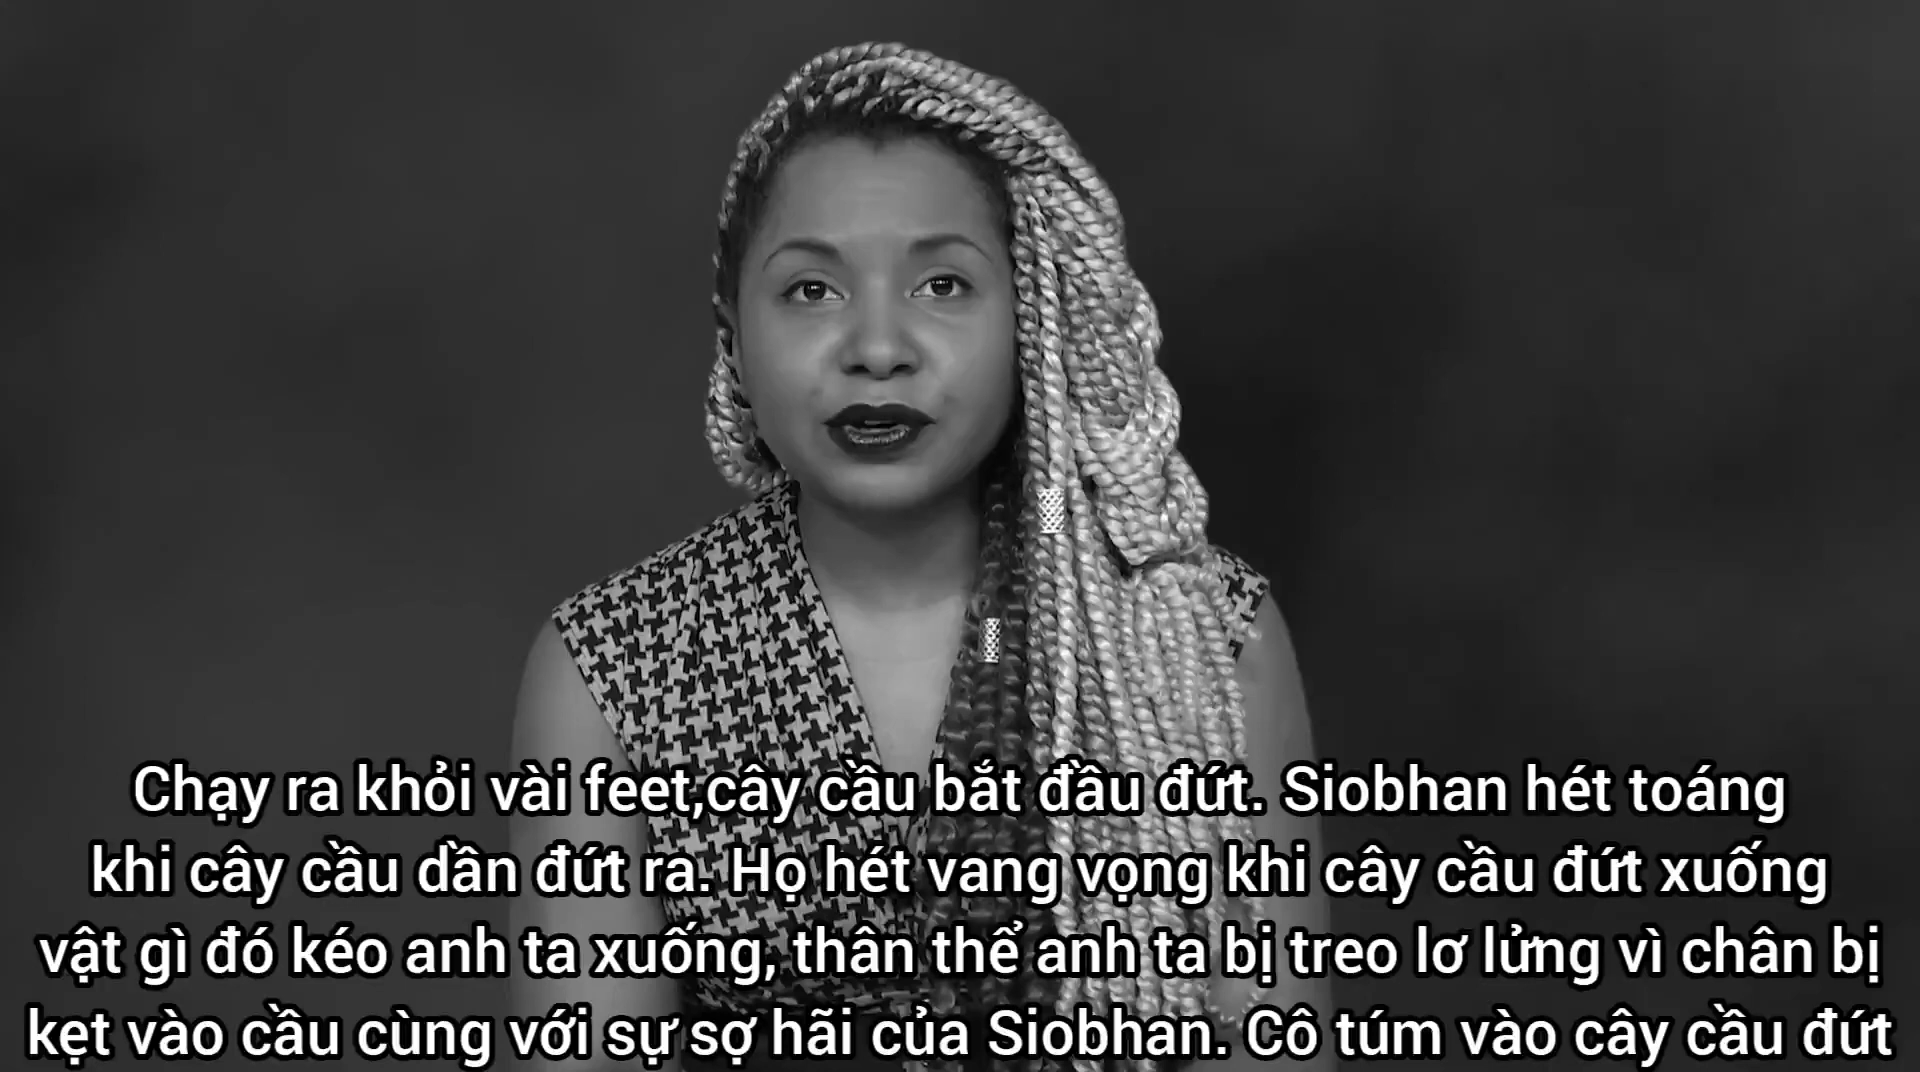 Chạy ra khỏi vài feet,cây cầu bắt đầu đứt. Siobhan hét toáng
khi cây cầu dần đứt ra. Họ hét vang vọng khi cây cầu đứt xuống
vật gì đó kéo anh ta xuống, thân thể anh ta bị treo lơ lửng vì chân bị
kẹt vào cầu cùng với sự sợ hãi của Siobhan. Cô túm vào cây cầu đứt